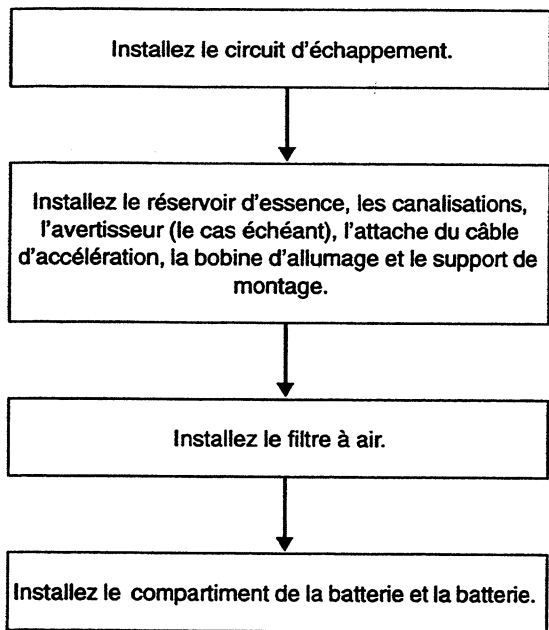 Installez le circuit d'échappement.
Installez le réservoir d'essence, les canalisations,
l'avertisseur (le cas échéant), l'attache du câble
d'accélération, la bobine d'allumage et le support de
montage.
Installez le filtre à air.
Installez le compartiment de la batterie et la batterie.